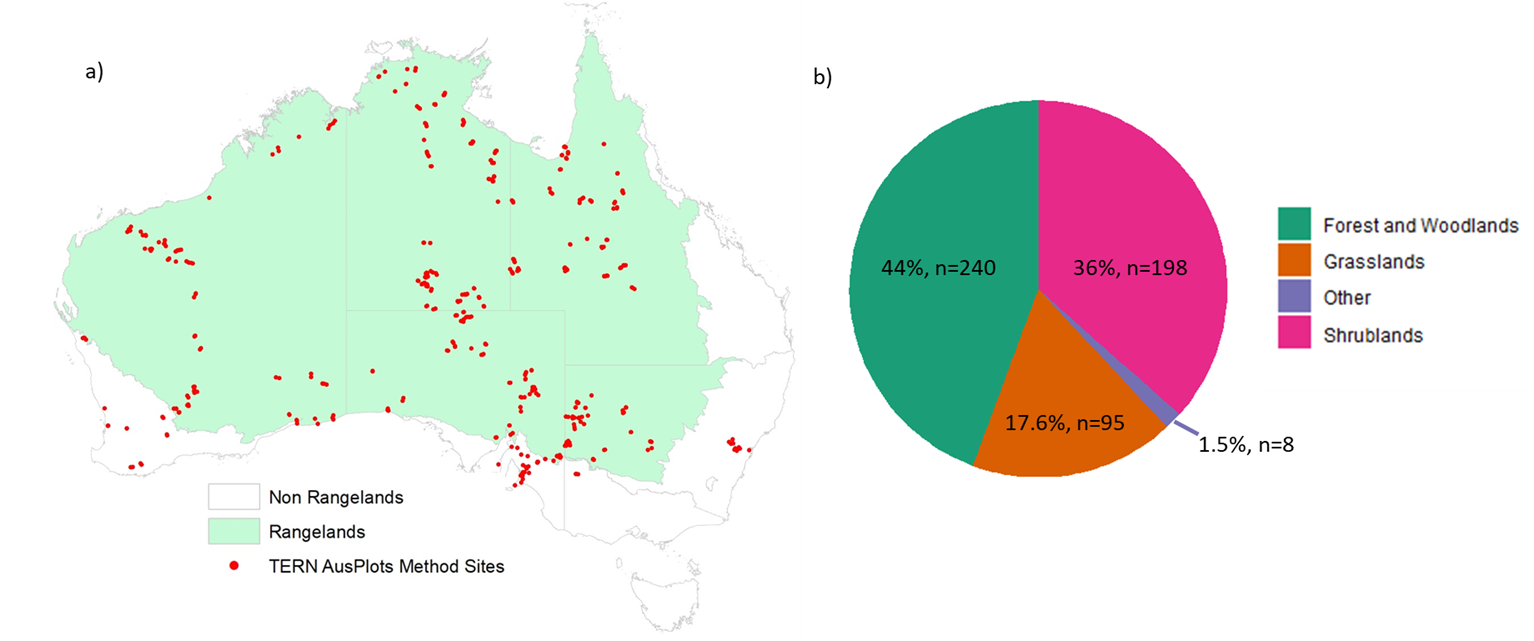 a)
Non Rangelands
Rangelands
TERN AusPlots Method Sites
b)
44%, n=240
36%, n=198
17.6%, n=95
1.5%, n=8
Forest and Woodlands
Grasslands
Other
Shrublands